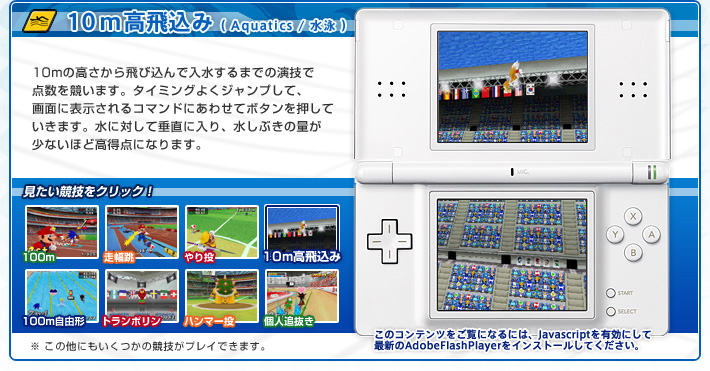 10m高飛込み ( Aquatics / 水泳 )
10mの高さから飛び込んで入水するまでの演技で
点数を競います。タイミングよくジャンプして、
画面に表示されるコマンドにあわせてボタンを押して
いきます。水に対して垂直に入り、水しぶきの量が
少ないほど高得点になります。
見たい競技をクリック！
100m
走幅跳
やり投
10m高飛込み
100m自由形
トランポリン
ハンマー投
個人追抜き
※ この他にもいくつかの競技がプレイできます。
MIC.
X
Y
A
B
START
SELECT
このコンテンツをご覧になるには、Javascriptを有効にして
最新のAdobeFlashPlayerをインストールしてください。